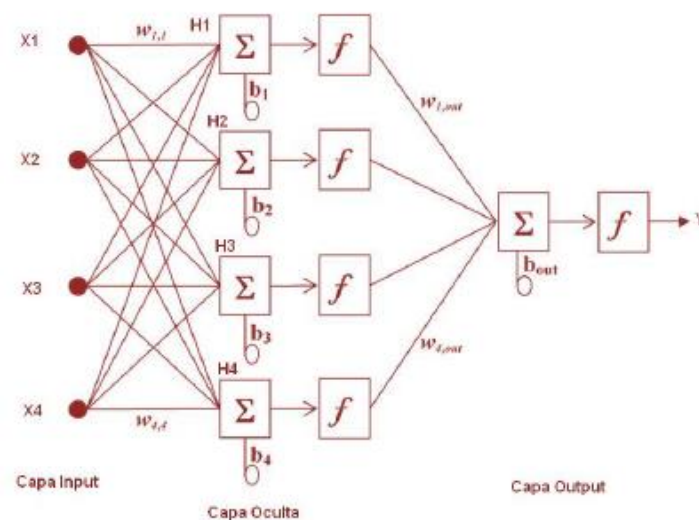 X1
w1,1
H1
Σ
f
b1
w1,out
X2
H2
Σ
f
b2
Σ
f
bout
X3
H3
Σ
f
b3
X4
w4,4
H4
Σ
f
b4
w4,out
Capa Input
Capa Oculta
Capa Output